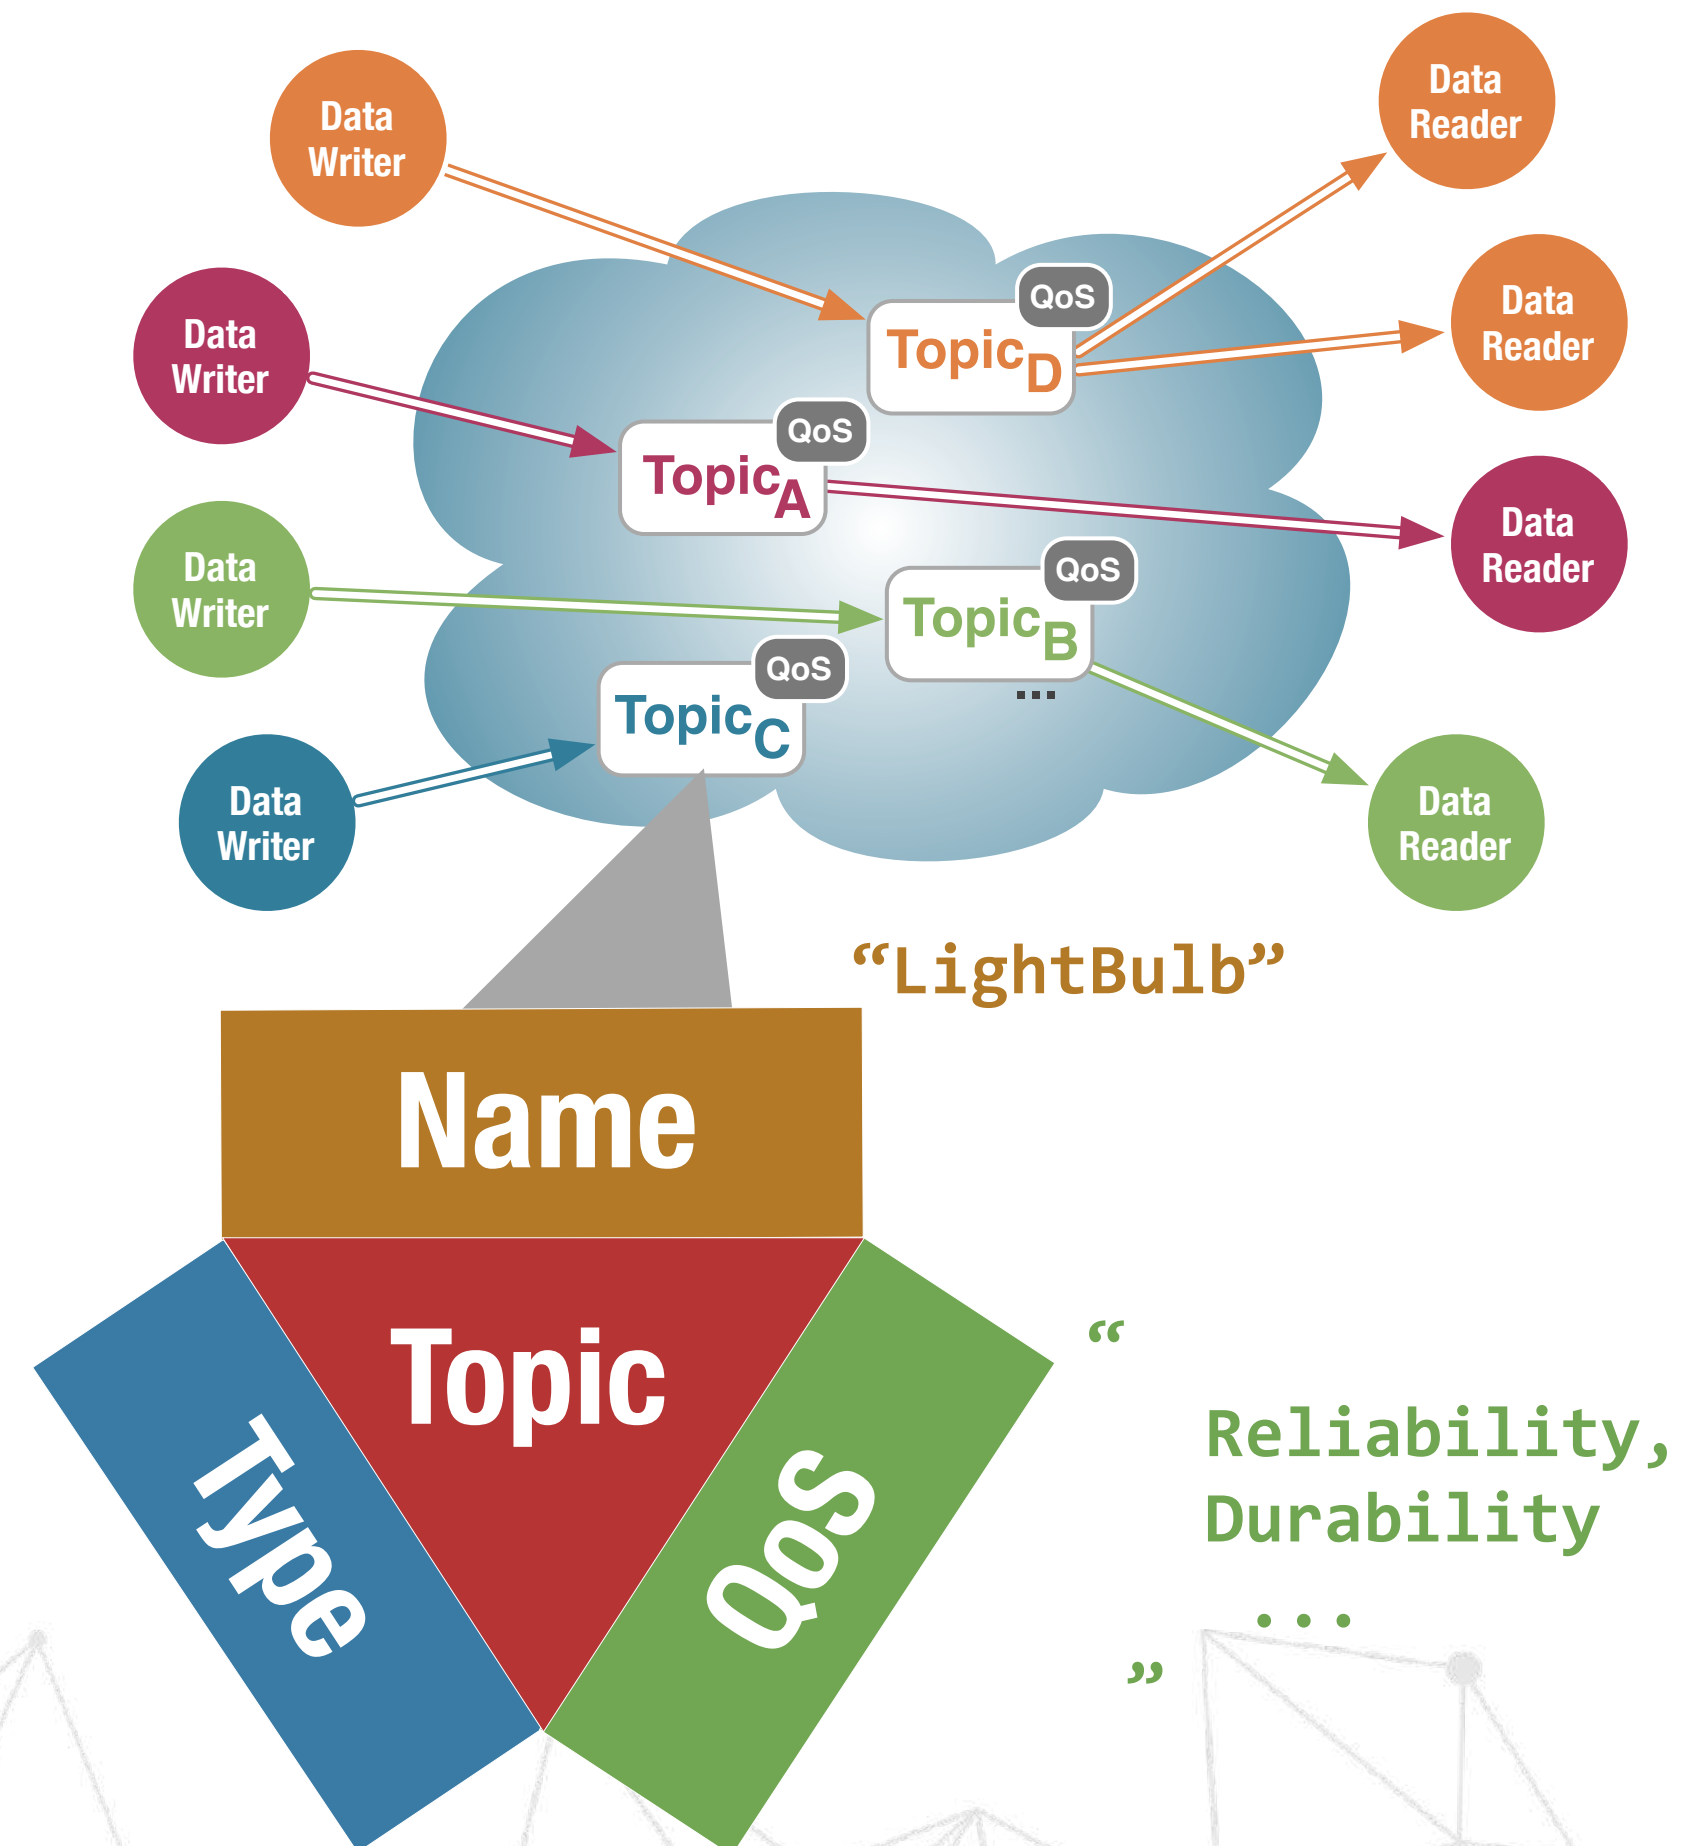 Data
Writer
Data
Reader
Data
Writer
QoS
TopicD
Data
Reader
QoS
TopicA
Data
Reader
Data
Writer
QoS
TopicB
...
QoS
TopicC
Data
Writer
Data
Reader
“LightBulb”
Name
Topic
Type
QoS
“
Reliability,
Durability
...
”